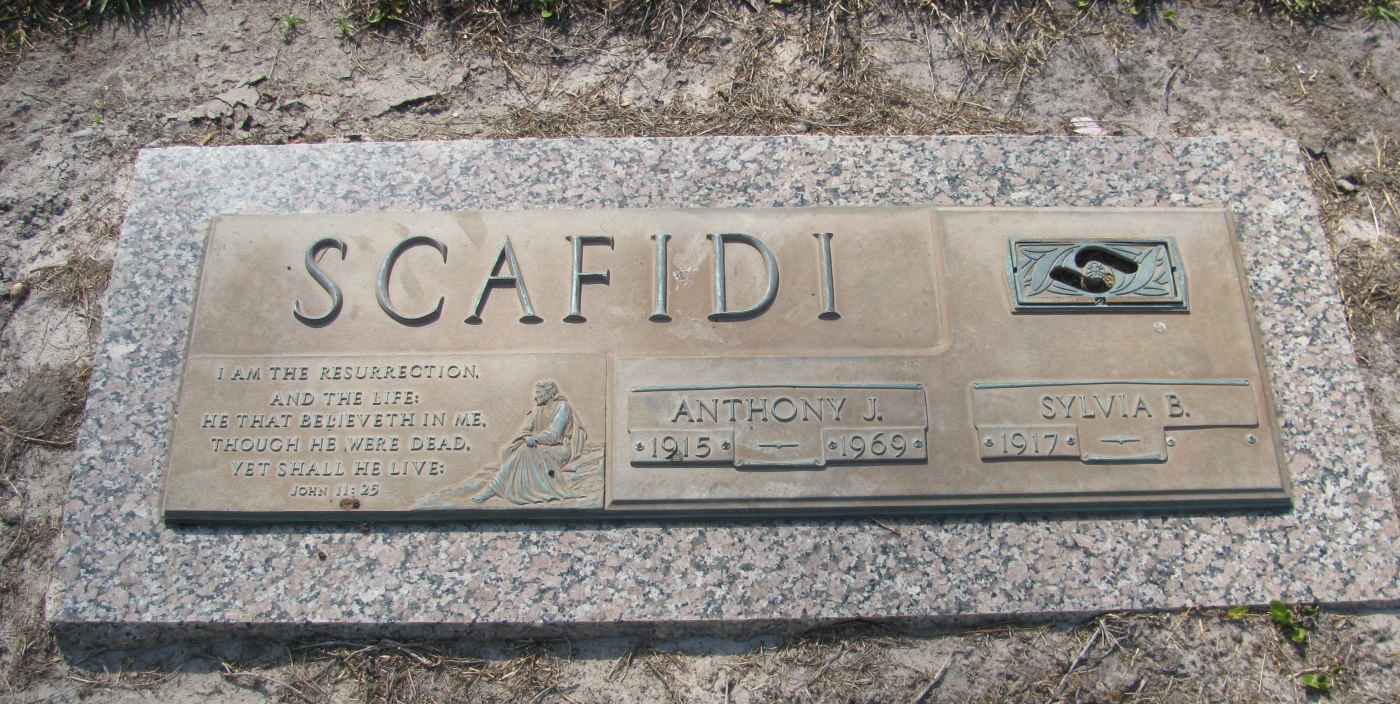 SCAFIDI
I AM THE RESURRECTION,
AND THE LIFE:
HE THAT BELIEVETH IN ME,
THOUGH HE WERE DEAD,
YET SHALL HE LIVE:
JOHN 11:25
ANTHONY J.
1915 — 1969
SYLVIA B.
1917 —